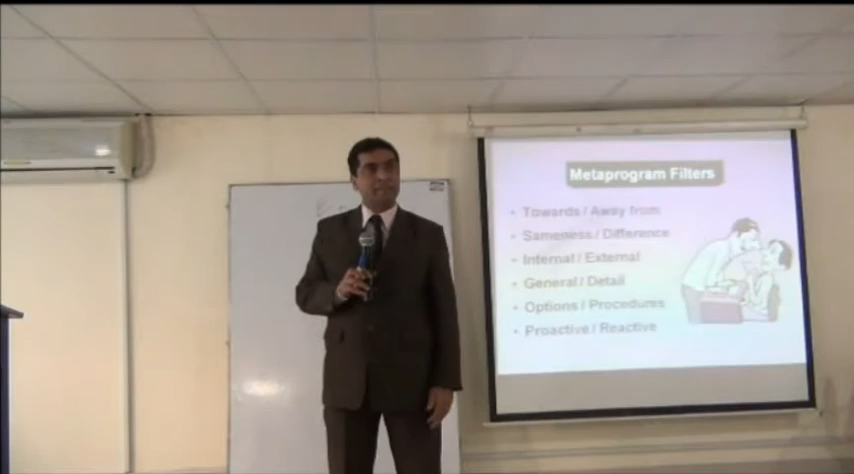 Metaprogram Filters
• Towards / Away from
• Sameness / Difference
• Internal / External
• General / Detail
• Options / Procedures
• Proactive / Reactive